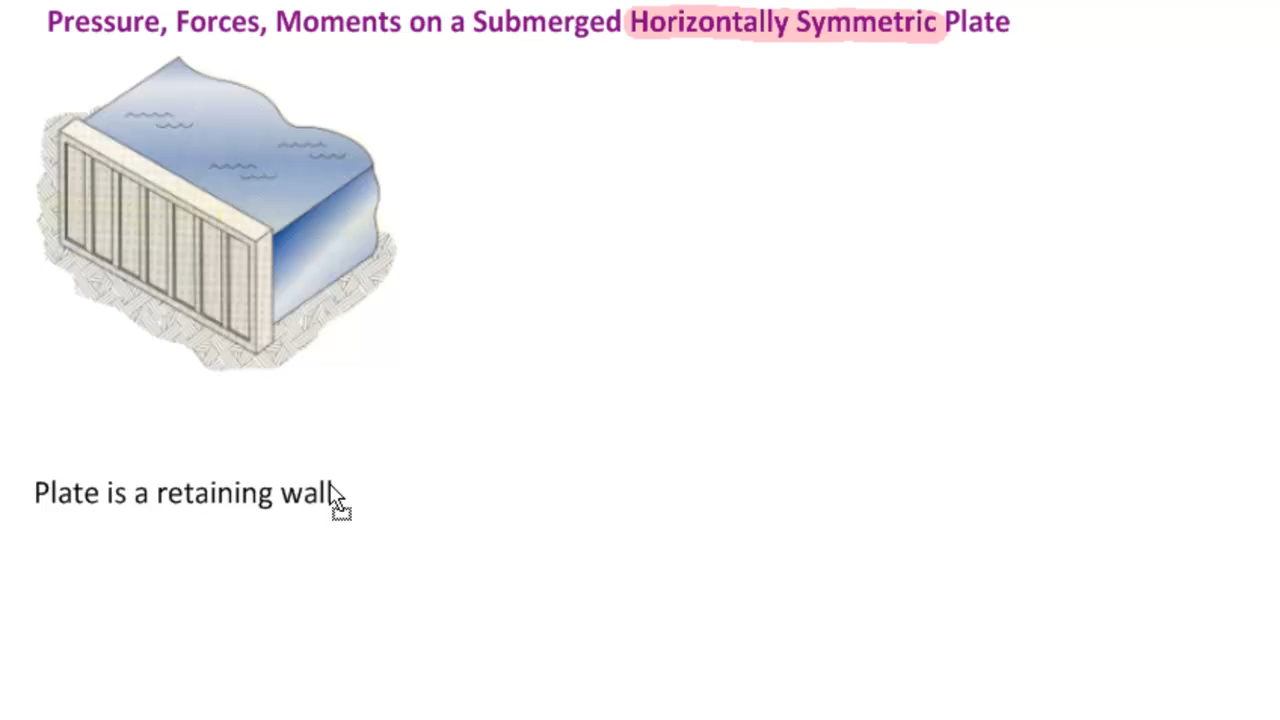 Pressure, Forces, Moments on a Submerged Horizontally Symmetric Plate
Plate is a retaining wall